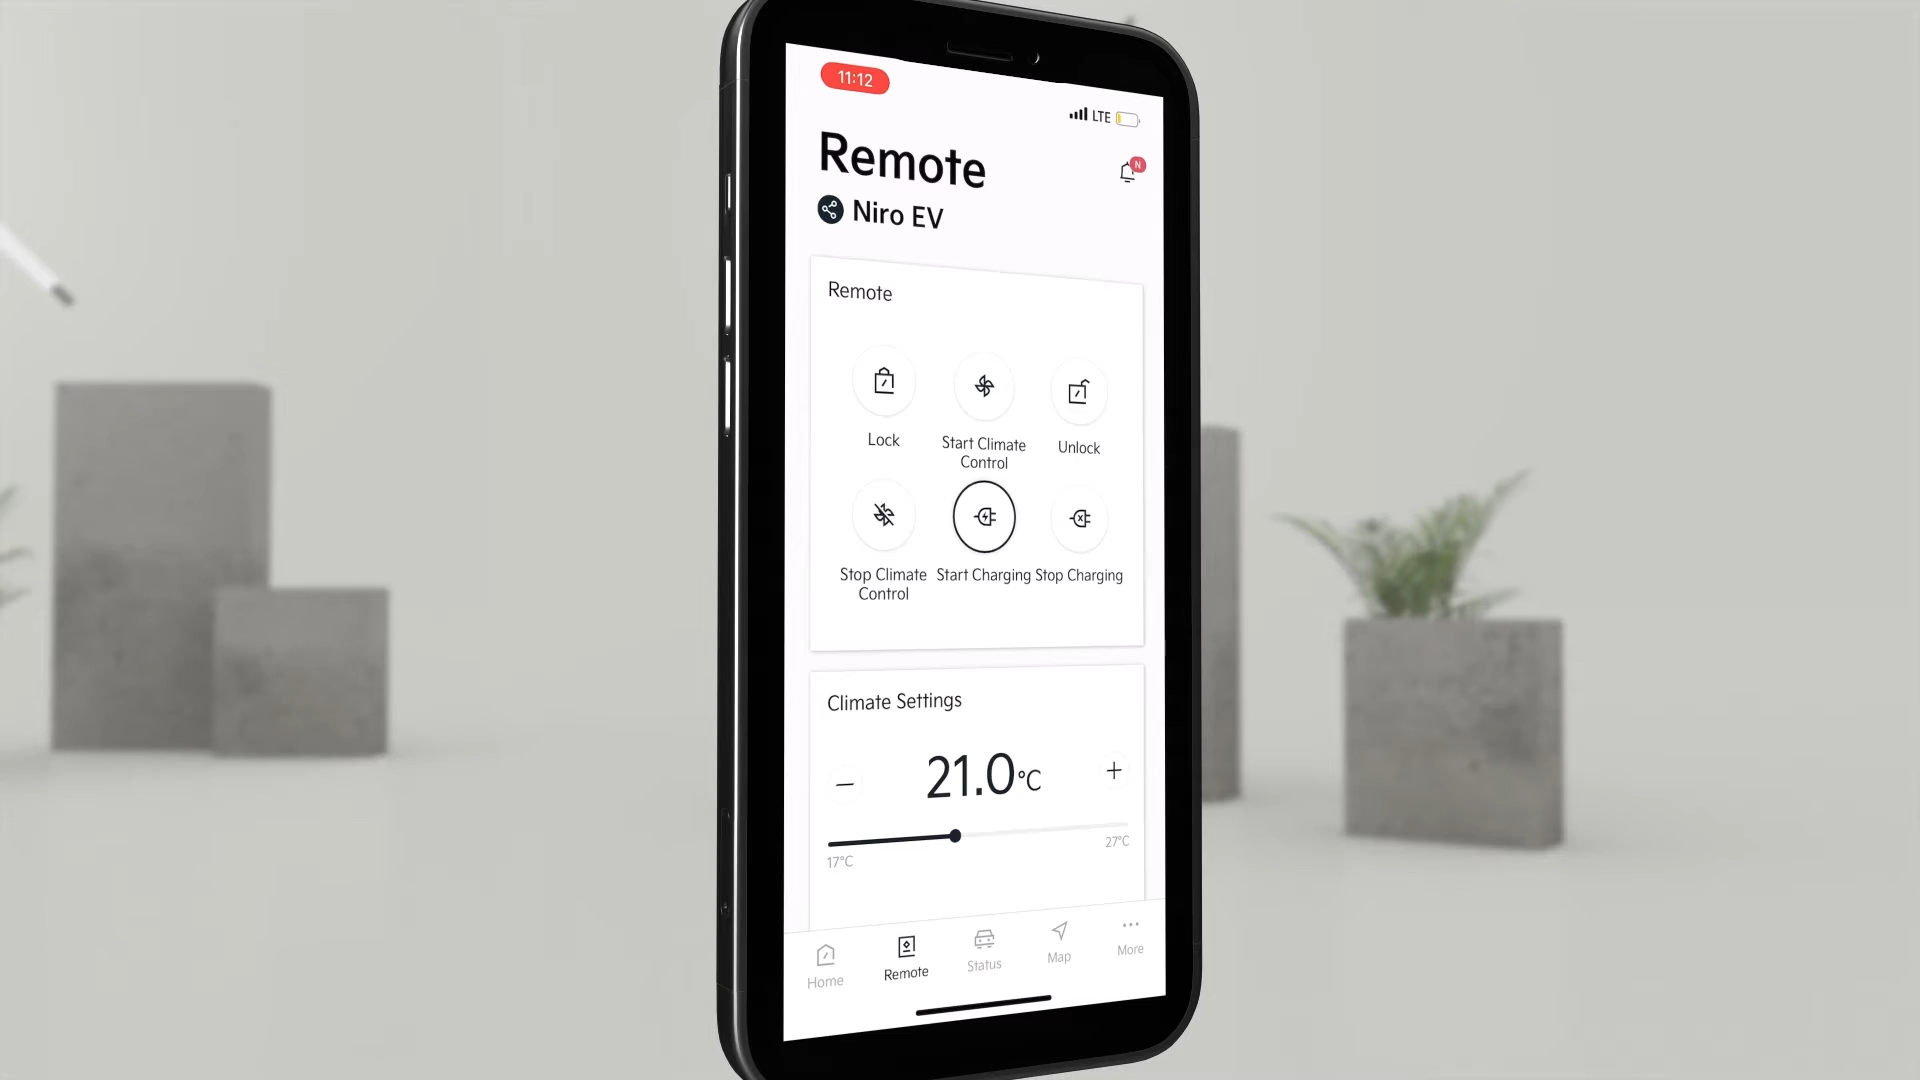 11:12
LTE
Remote
N
Niro EV
Remote
Lock
Start Climate
Control
Unlock
Stop Climate
Control
Start Charging
Stop Charging
Climate Settings
21.0°C
17°C
27°C
Home
Remote
Status
Map
More